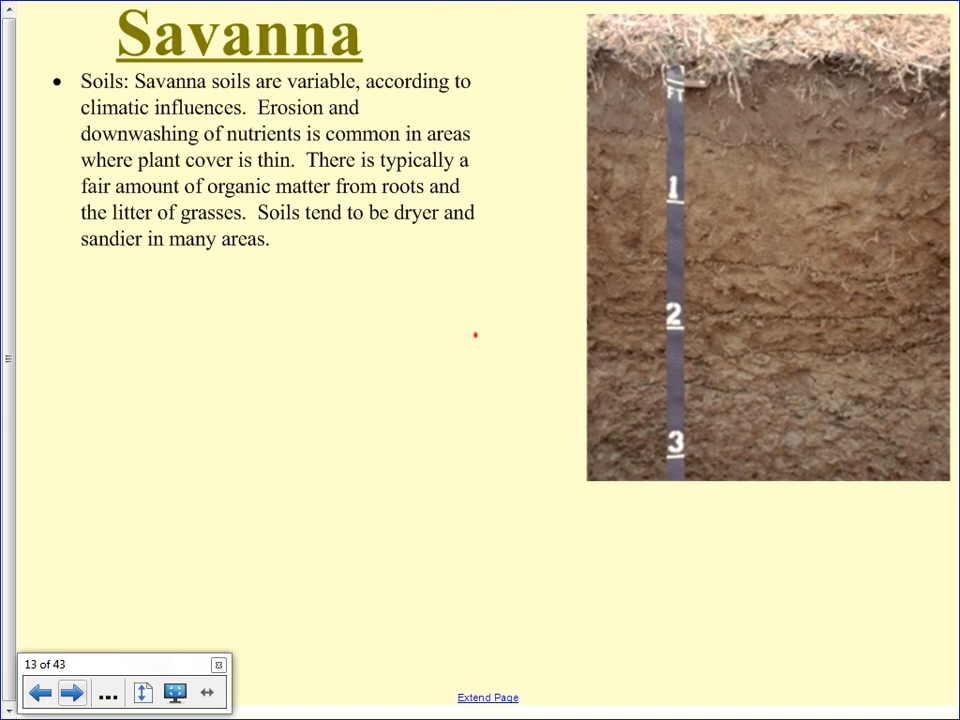 Savanna
• Soils: Savanna soils are variable, according to
climatic influences. Erosion and
downwashing of nutrients is common in areas
where plant cover is thin. There is typically a
fair amount of organic matter from roots and
the litter of grasses. Soils tend to be dryer and
sandier in many areas.
FT
1
2
3
13 of 43
...
Extend Page